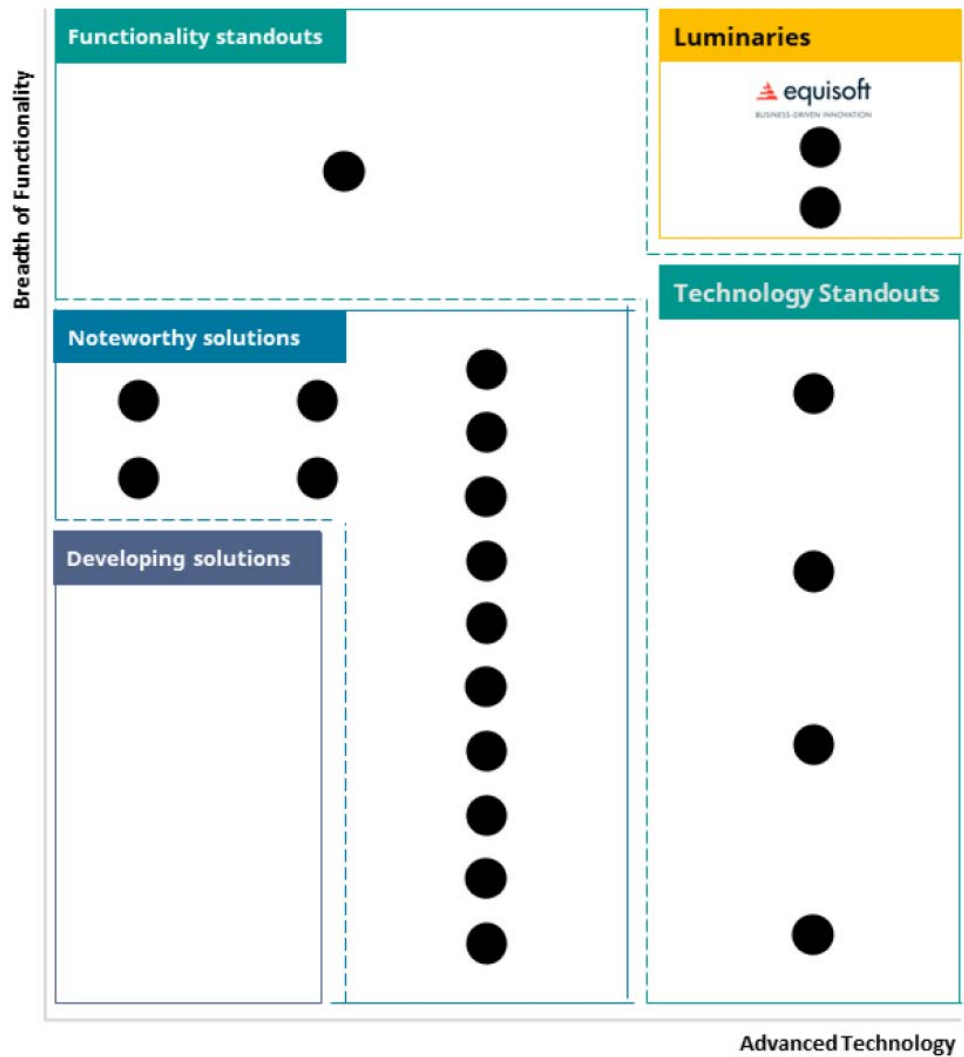 Functionality standouts
Luminaries
equisoft
BUSINESS-DRIVEN INNOVATION
Breadth of Functionality
Technology Standouts
Noteworthy solutions
Developing solutions
Advanced Technology